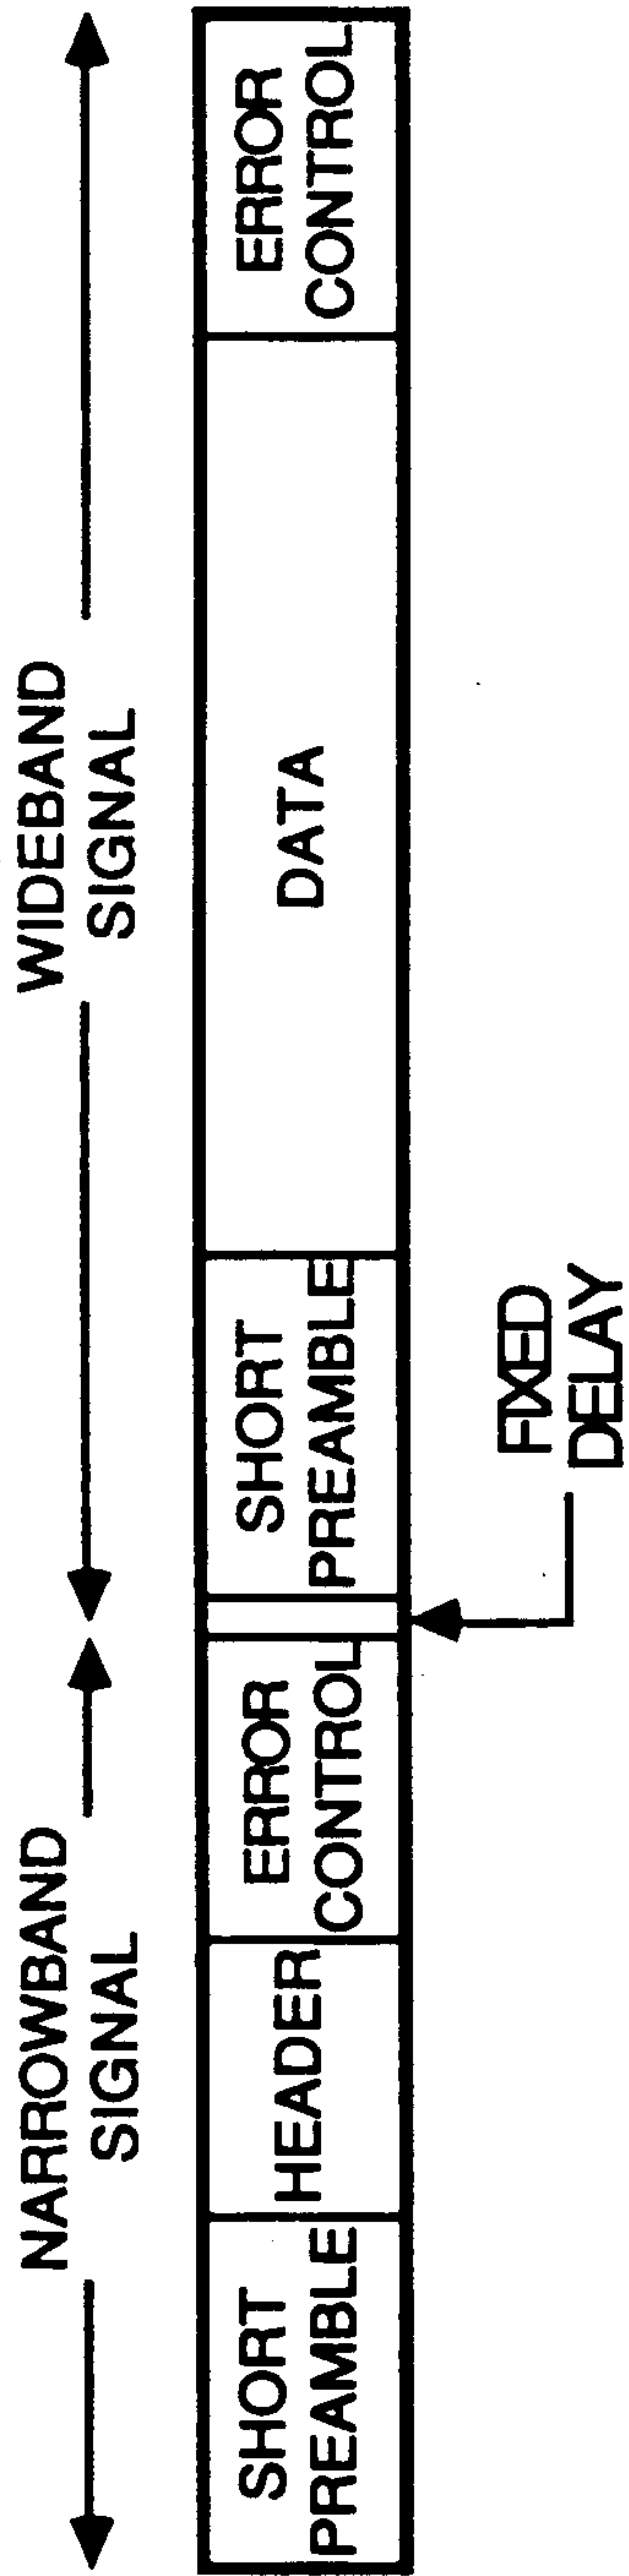 NARROWBAND
SIGNAL
WIDEBAND
SIGNAL
SHORT
PREAMBLE
HEADER
ERROR
CONTROL
SHORT
PREAMBLE
DATA
ERROR
CONTROL
FIXED
DELAY